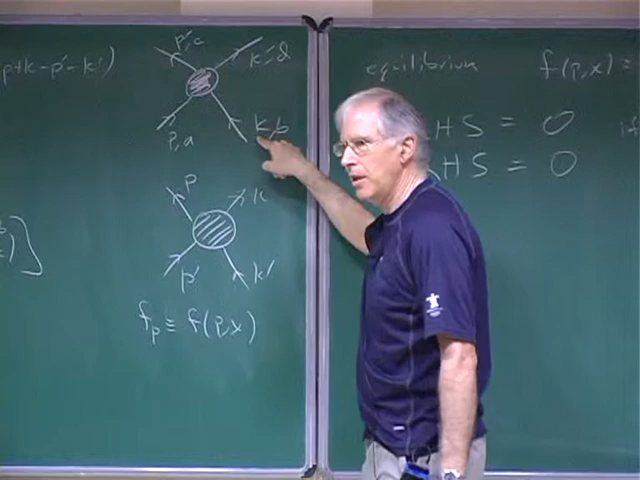 p+k-p'-k')
p', c
k', d
p, a
k, b
p
k
p'
k'
f_p ≡ f(p,x)
equilibrium
f(p,x) =
HS = 0
HS = 0